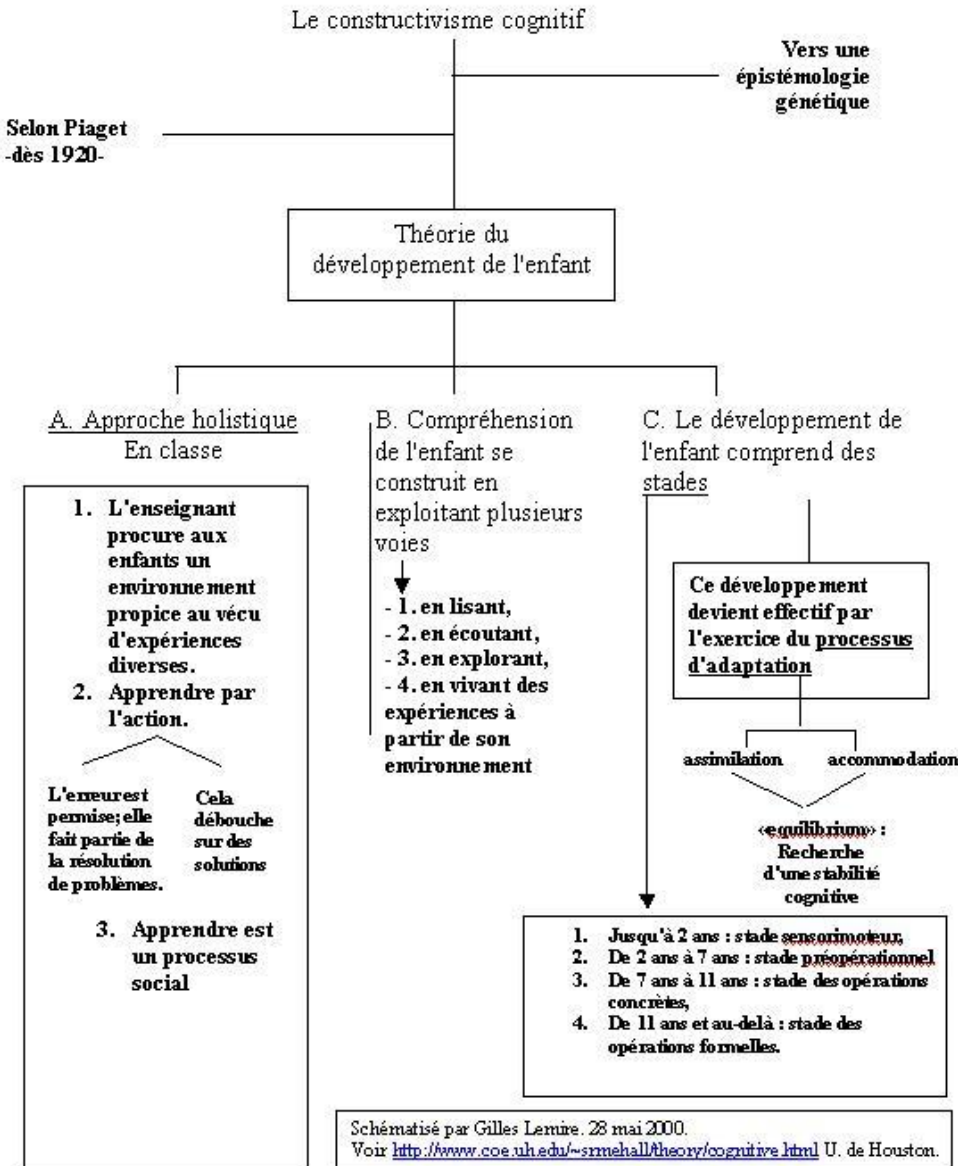 Le constructivisme cognitif
Vers une
épistémologie
génétique
Selon Piaget
-dès 1920-
Théorie du
développement de l'enfant
A. Approche holistique
En classe
1. L'enseignant
procure aux
enfants un
environnement
propice au vécu
d'expériences
diverses.
2. Apprendre par
l'action.
L'erreur est
permise; elle
fait partie de
la résolution
de problèmes.
Cela
débouche
sur des
solutions
3. Apprendre est
un processus
social
B. Compréhension
de l'enfant se
construit en
exploitant plusieurs
voies
- 1. en lisant,
- 2. en écoutant,
- 3. en explorant,
- 4. en vivant des
expériences à
partir de son
environnement
C. Le développement de
l'enfant comprend des
stades
Ce développement
devient effectif par
l'exercice du processus
d'adaptation
assimilation
accommodation
«equilibrium» :
Recherche
d'une stabilité
cognitive
1. Jusqu'à 2 ans : stade sensorimoteur,
2. De 2 ans à 7 ans : stade préopérationnel
3. De 7 ans à 11 ans : stade des opérations
concrètes,
4. De 11 ans et au-delà : stade des
opérations formelles.
Schématisé par Gilles Lemire. 28 mai 2000.
Voir http://www.coe.uh.edu/~srmehall/theory/cognitive.html U. de Houston.